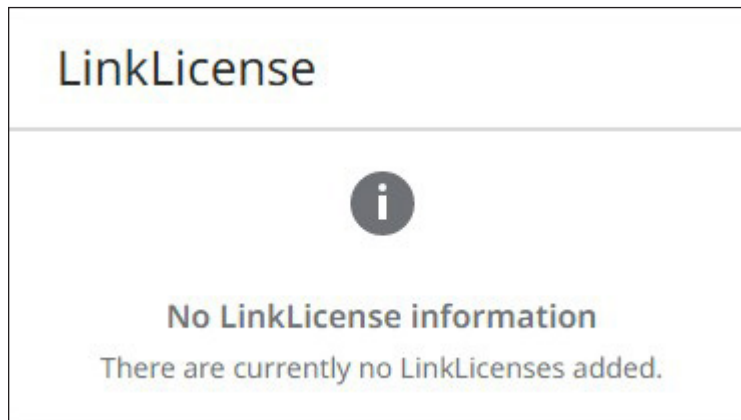 LinkLicense
i
No LinkLicense information
There are currently no LinkLicenses added.